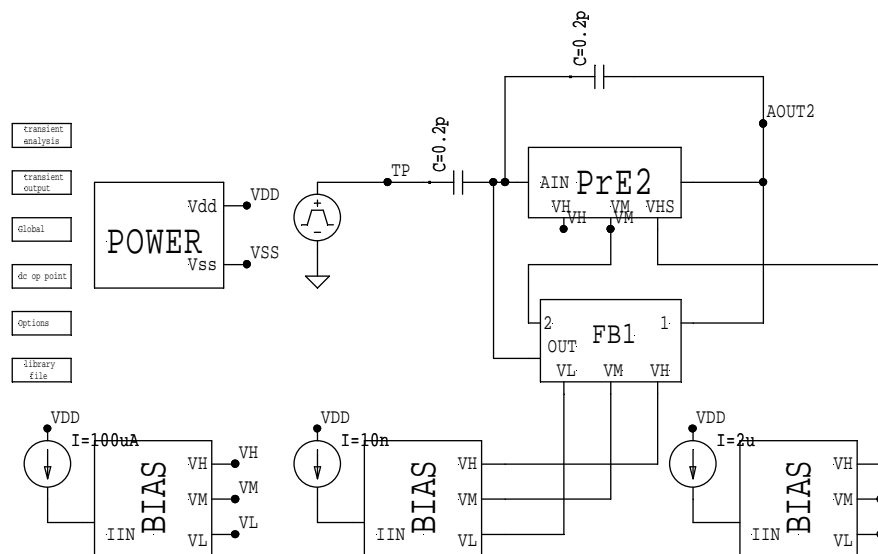 C=0.2p
AOUT2
transient
analysis
C=0.2p
TP
transient
output
AIN
PrE2
VH
VM
VHS
VH
VM
Vdd
VDD
Global
POWER
Vss
VSS
dc op point
Options
2
FB1
1
OUT
VL
VM
VH
library
file
VDD
I=100uA
VH
VH
VM
VM
VL
VL
IIN
BIAS
VDD
I=10n
VH
VM
VL
IIN
BIAS
VDD
I=2u
VH
VM
VL
IIN
BIAS